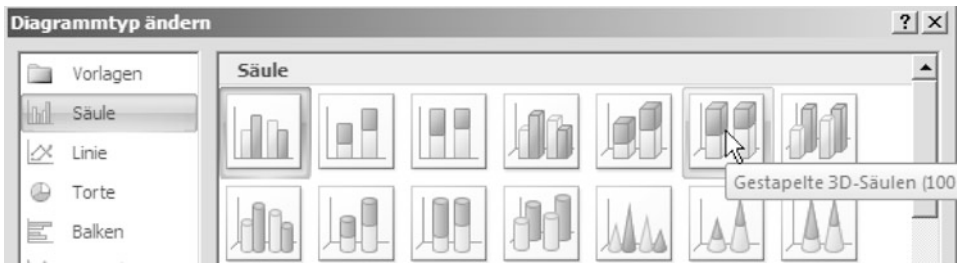 Diagrammtyp ändern
? X
Vorlagen
Säule
Säule
Linie
Torte
Balken
Gestapelte 3D-Säulen (100